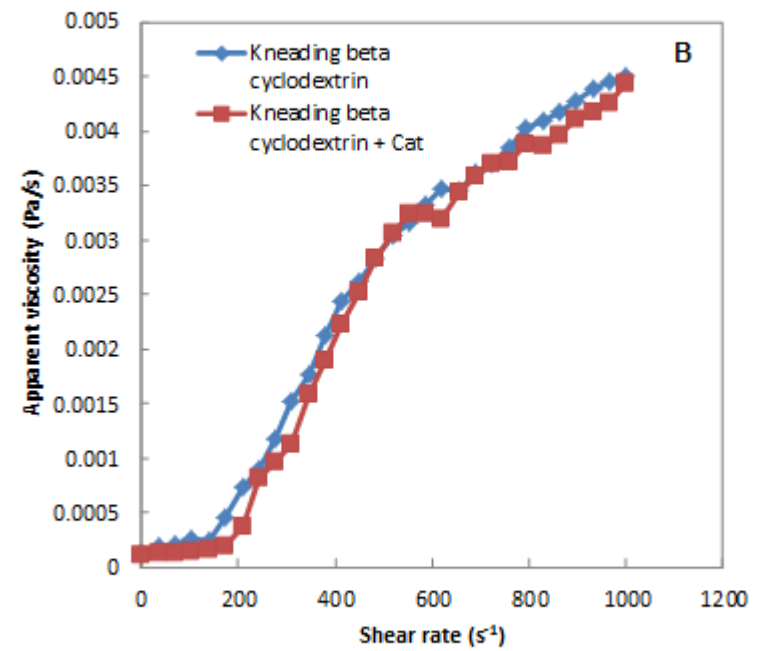 0.005
0.0045
0.004
0.0035
0.003
0.0025
0.002
0.0015
0.001
0.0005
0
Apparent viscosity (Pa/s)
Kneading beta
cyclodextrin
Kneading beta
cyclodextrin + Cat
B
0 200 400 600 800 1000 1200
Shear rate (s⁻¹)